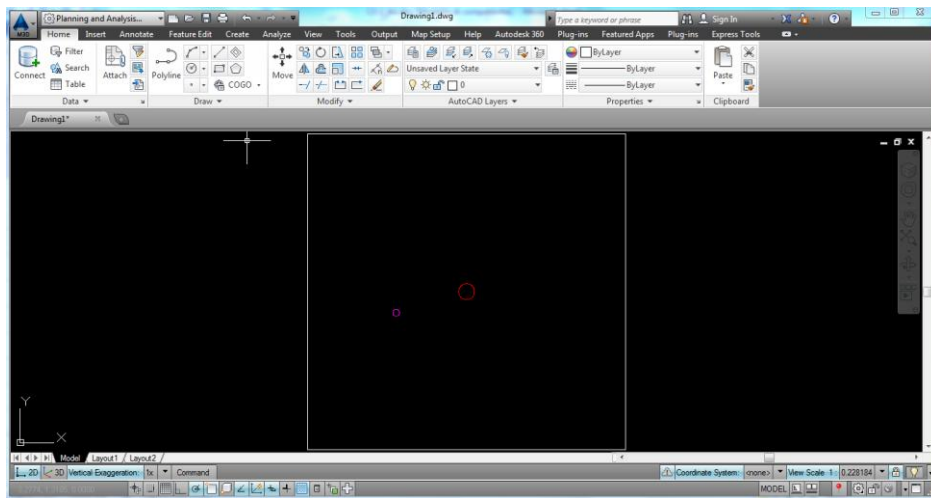 Planning and Analysis... Drawing1.dwg Type a keyword or phrase Sign In
M3D Home Insert Annotate Feature Edit Create Analyze View Tools Output Map Setup Help Autodesk 360 Plug-ins Featured Apps Plug-ins Express Tools
Connect Filter Search Table
Attach
Polyline
COGO
Move
Unsaved Layer State
0
ByLayer
ByLayer
ByLayer
Paste
Data Draw Modify AutoCAD Layers Properties Clipboard
Drawing1*
Y
X
Model Layout1 Layout2
2D 3D Vertical Exaggeration: 1x Command Coordinate System: <none> View Scale 1: 0.228184
MODEL